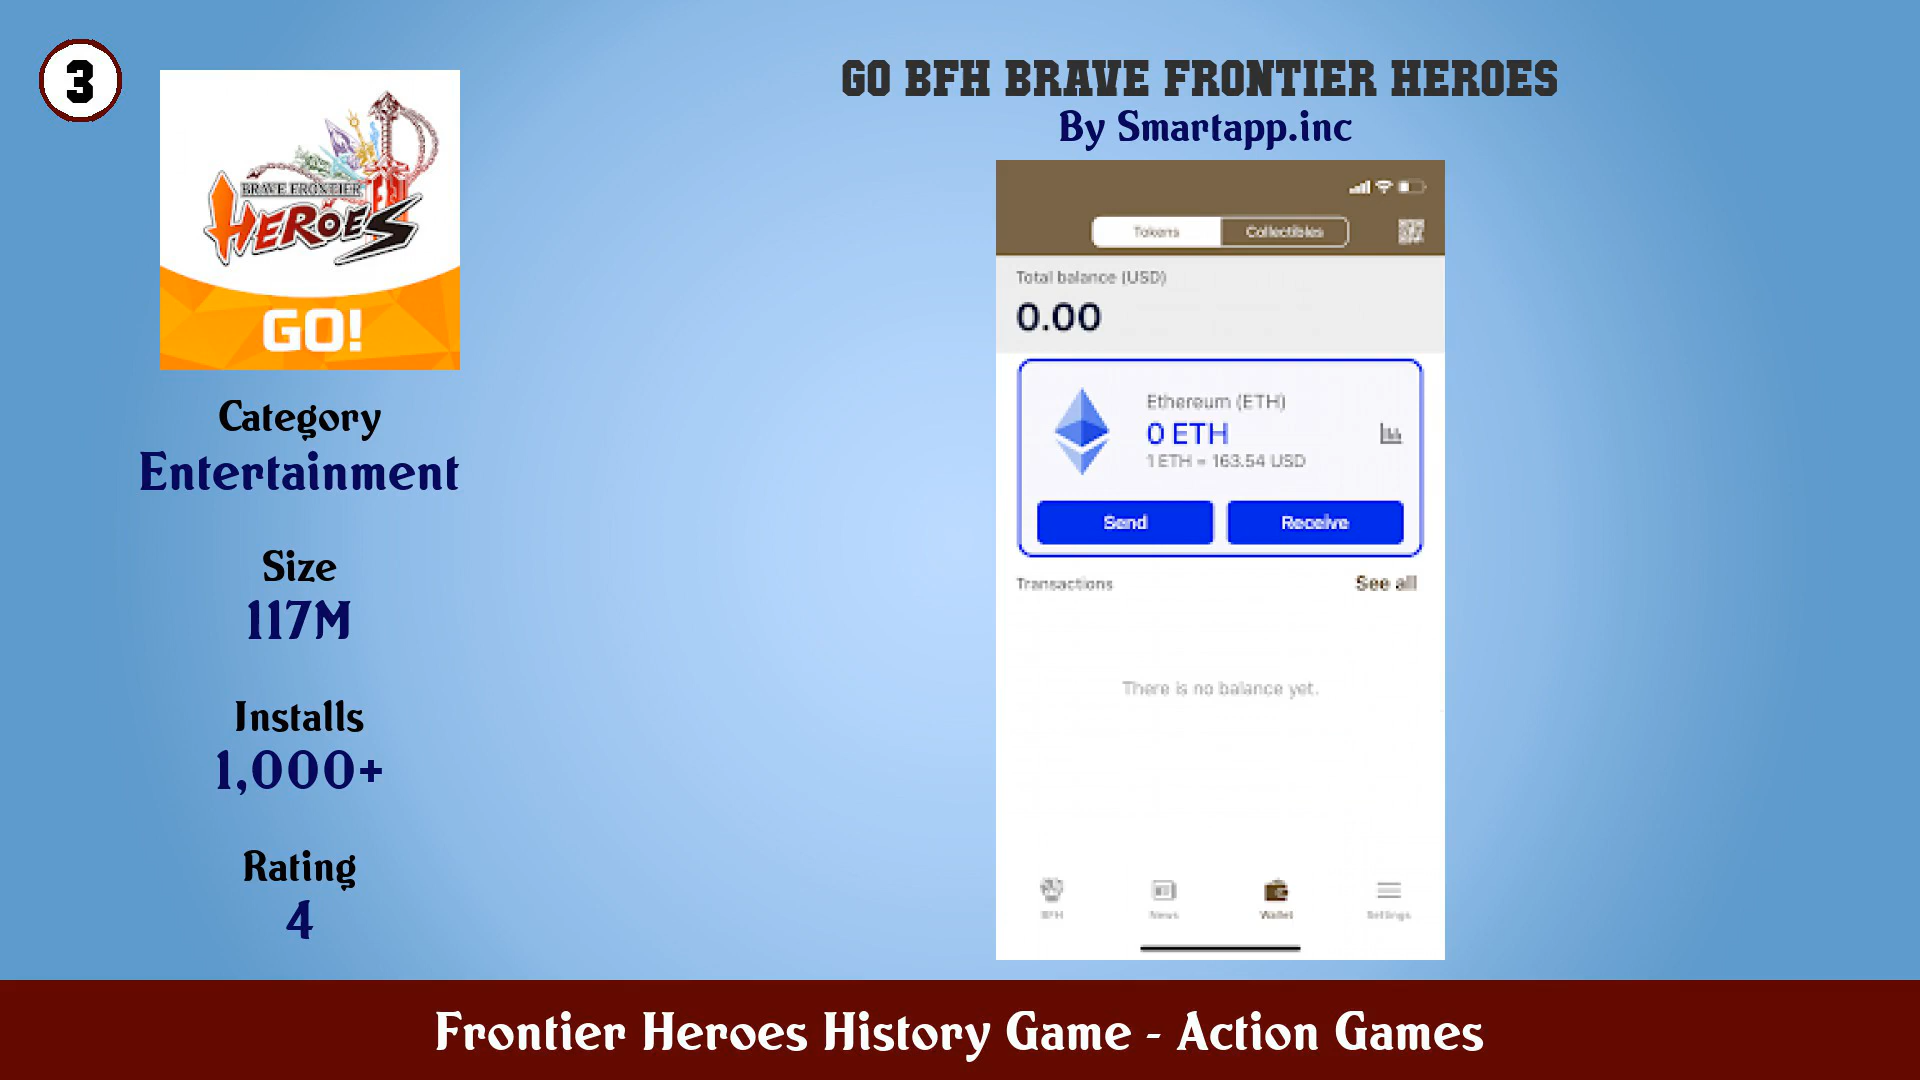 3
BRAVE FRONTIER
HEROES
GO!
Category
Entertainment
Size
117M
Installs
1,000+
Rating
4
GO BFH BRAVE FRONTIER HEROES
By Smartapp.inc
Tokens Collectibles
Total balance (USD)
0.00
Ethereum (ETH)
0 ETH
1 ETH = 163.54 USD
Send Receive
Transactions See all
There is no balance yet.
BFH News Wallet Settings
Frontier Heroes History Game - Action Games